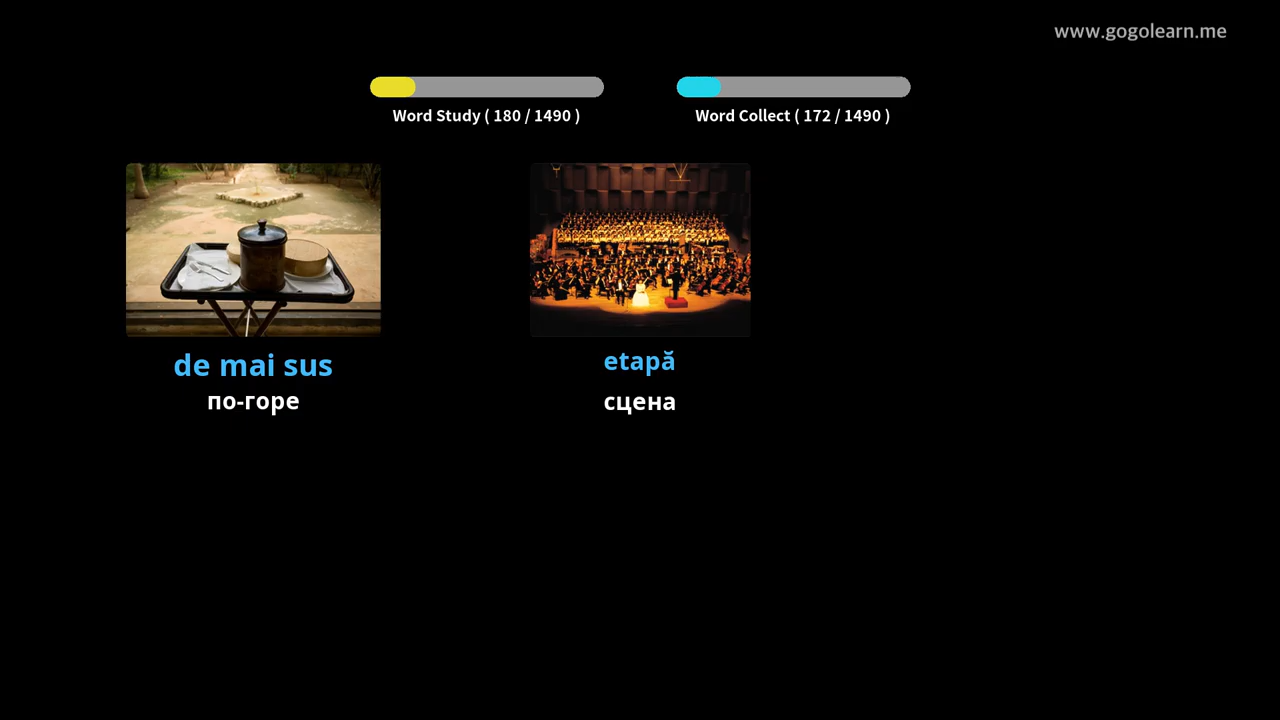 www.gogolearn.me
Word Study ( 180 / 1490 )
Word Collect ( 172 / 1490 )
de mai sus
по-горе
etapă
сцена